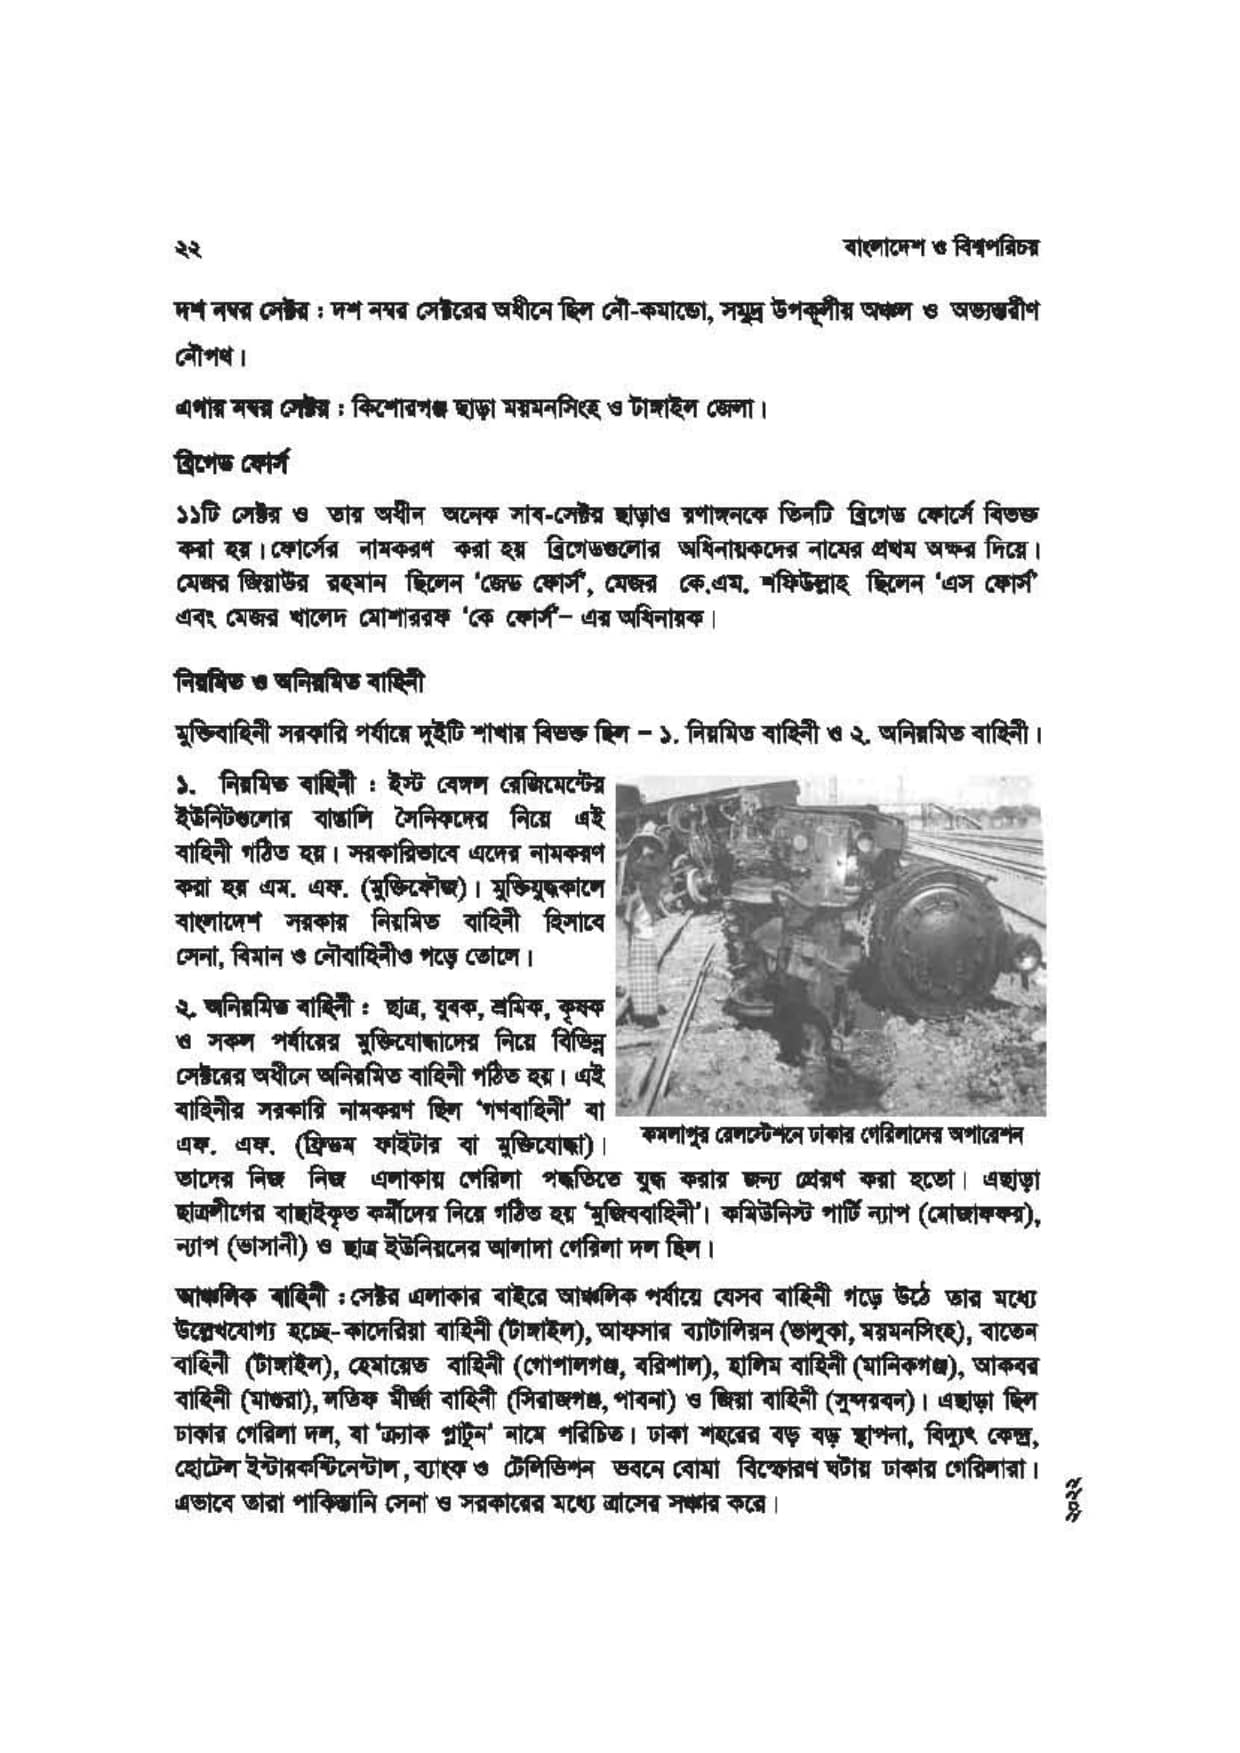 ২২
বাংলাদেশ ও বিশ্বপরিচয়
দশ নম্বর সেক্টর : দশ নম্বর সেক্টরের অধীনে ছিল নৌ-কমান্ডো, সমুদ্র উপকূলীয় অঞ্চল ও অভ্যন্তরীণ
নৌপথ।
এগার নম্বর সেক্টর : কিশোরগঞ্জ ছাড়া ময়মনসিংহ ও টাঙ্গাইল জেলা।
ব্রিগেড ফোর্স
১১টি সেক্টর ও তার অধীন অনেক সাব-সেক্টর ছাড়াও রণাঙ্গনকে তিনটি ব্রিগেড ফোর্সে বিভক্ত
করা হয়। ফোর্সের নামকরণ করা হয় ব্রিগেডগুলোর অধিনায়কদের নামের প্রথম অক্ষর দিয়ে।
মেজর জিয়াউর রহমান ছিলেন ‘জেড ফোর্স’, মেজর কে.এম. শফিউল্লাহ ছিলেন ‘এস ফোর্স’
এবং মেজর খালেদ মোশাররফ ‘কে ফোর্স’– এর অধিনায়ক।
নিয়মিত ও অনিয়মিত বাহিনী
মুক্তিবাহিনী সরকারি পর্যায়ে দুইটি শাখায় বিভক্ত ছিল – ১. নিয়মিত বাহিনী ও ২. অনিয়মিত বাহিনী।
১. নিয়মিত বাহিনী : ইস্ট বেঙ্গল রেজিমেন্টের
ইউনিটগুলোর বাঙালি সৈনিকদের নিয়ে এই
বাহিনী গঠিত হয়। সরকারিভাবে এদের নামকরণ
করা হয় এম. এফ. (মুক্তিফৌজ)। মুক্তিযুদ্ধকালে
বাংলাদেশ সরকার নিয়মিত বাহিনী হিসাবে
সেনা, বিমান ও নৌবাহিনীও গড়ে তোলে।
২. অনিয়মিত বাহিনী : ছাত্র, যুবক, শ্রমিক, কৃষক
ও সকল পর্যায়ের মুক্তিযোদ্ধাদের নিয়ে বিভিন্ন
সেক্টরের অধীনে অনিয়মিত বাহিনী গঠিত হয়। এই
বাহিনীর সরকারি নামকরণ ছিল ‘গণবাহিনী’ বা
এফ. এফ. (ফ্রিডম ফাইটার বা মুক্তিযোদ্ধা)।
কমলাপুর রেলস্টেশনে ঢাকার গেরিলাদের অপারেশন
তাদের নিজ নিজ এলাকায় গেরিলা পদ্ধতিতে যুদ্ধ করার জন্য প্রেরণ করা হতো। এছাড়া
ছাত্রলীগের বাছাইকৃত কর্মীদের নিয়ে গঠিত হয় ‘মুজিববাহিনী’। কমিউনিস্ট পার্টি ন্যাপ (মোজাফফর),
ন্যাপ (ভাসানী) ও ছাত্র ইউনিয়নের আলাদা গেরিলা দল ছিল।
আঞ্চলিক বাহিনী : সেক্টর এলাকার বাইরে আঞ্চলিক পর্যায়ে যেসব বাহিনী গড়ে উঠে তার মধ্যে
উল্লেখযোগ্য হচ্ছে-কাদেরিয়া বাহিনী (টাঙ্গাইল), আফসার ব্যাটালিয়ন (ভালুকা, ময়মনসিংহ), বাতেন
বাহিনী (টাঙ্গাইল), হেমায়েত বাহিনী (গোপালগঞ্জ, বরিশাল), হালিম বাহিনী (মানিকগঞ্জ), আকবর
বাহিনী (মাগুরা), লতিফ মীর্জা বাহিনী (সিরাজগঞ্জ, পাবনা) ও জিয়া বাহিনী (সুন্দরবন)। এছাড়া ছিল
ঢাকার গেরিলা দল, যা ‘ক্র্যাক প্লাটুন’ নামে পরিচিত। ঢাকা শহরের বড় বড় স্থাপনা, বিদ্যুৎ কেন্দ্র,
হোটেল ইন্টারকন্টিনেন্টাল, ব্যাংক ও টেলিভিশন ভবনে বোমা বিস্ফোরণ ঘটায় ঢাকার গেরিলারা।
এভাবে তারা পাকিস্তানি সেনা ও সরকারের মধ্যে ত্রাসের সঞ্চার করে।
২০২২